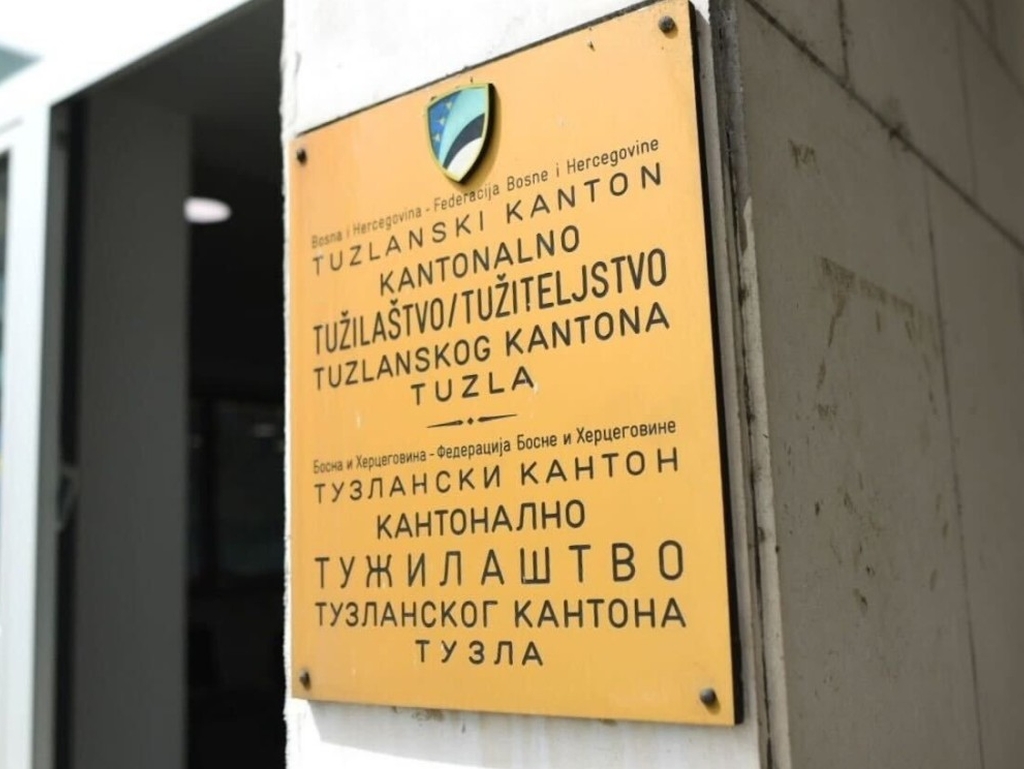 Bosna i Hercegovina - Federacija Bosne i Hercegovine
TUZLANSKI KANTON
KANTONALNO
TUŽILAŠTVO/TUŽITELJSTVO
TUZLANSKOG KANTONA
TUZLA
Босна и Херцеговина - Федерација Босне и Херцеговине
ТУЗЛАНСКИ КАНТОН
КАНТОНАЛНО
ТУЖИЛАШТВО
ТУЗЛАНСКОГ КАНТОНА
ТУЗЛА